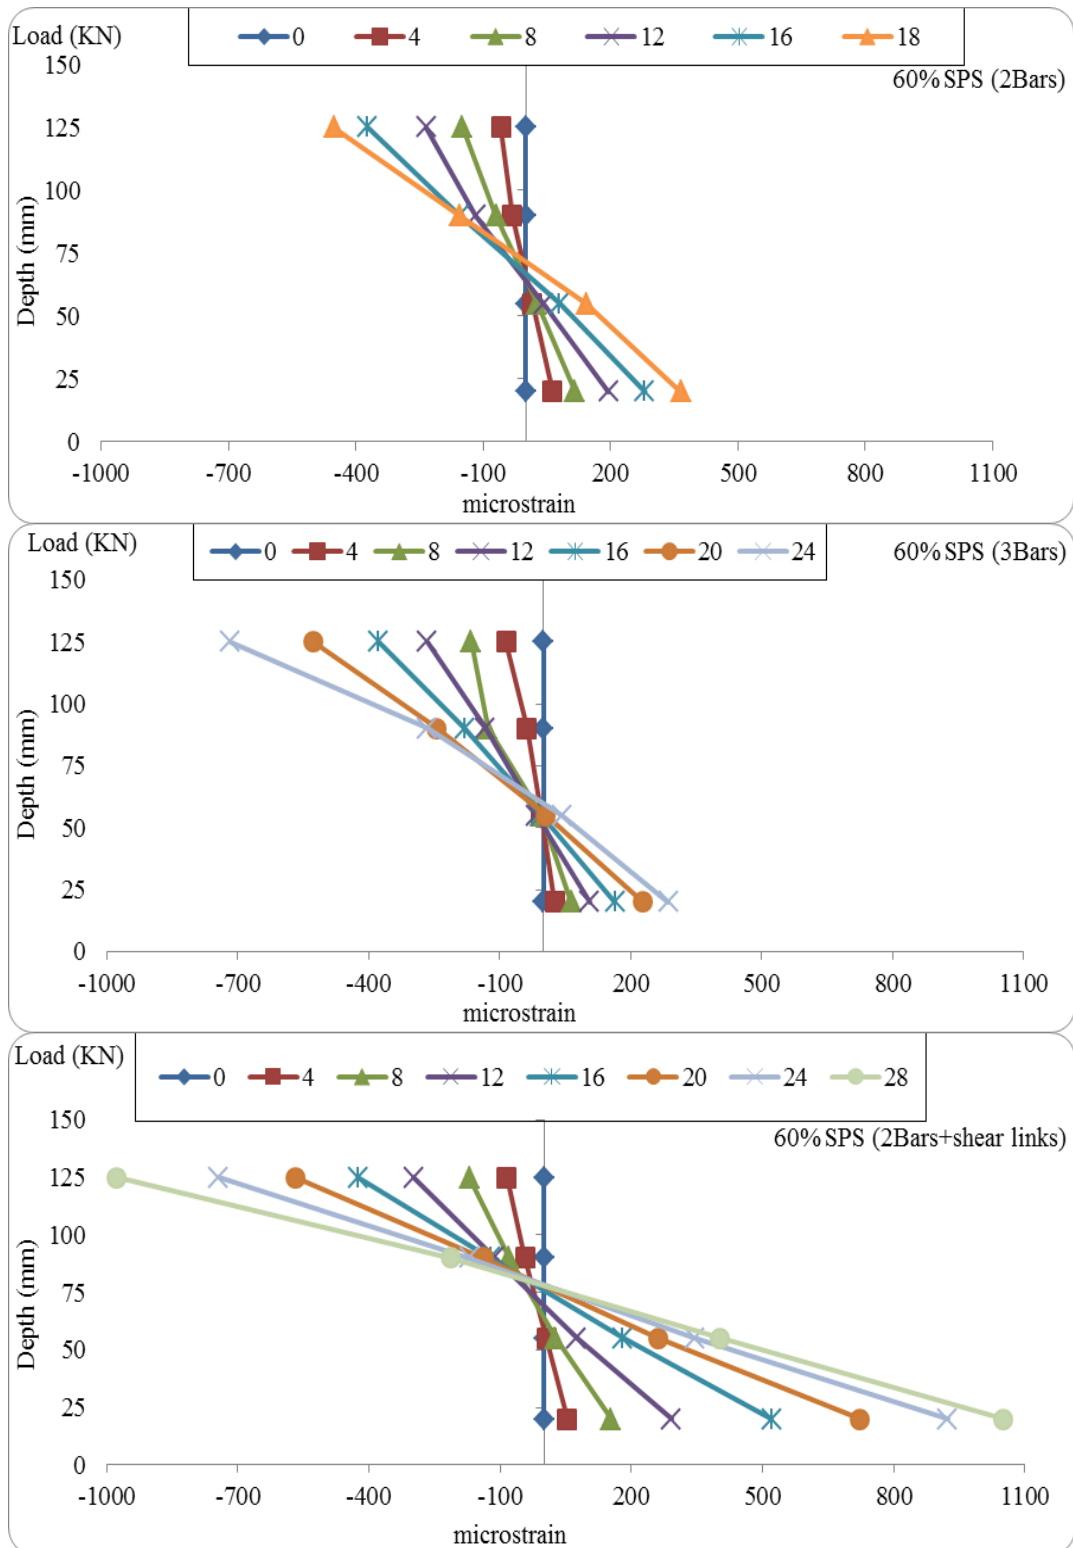 Load (KN) 0 4 8 12 16 18
150 60% SPS (2Bars)
125
100
75
50
25
0
Depth (mm)
-1000 -700 -400 -100 200 500 800 1100
microstrain
Load (KN) 0 4 8 12 16 20 24 60% SPS (3Bars)
150
125
100
75
50
25
0
Depth (mm)
-1000 -700 -400 -100 200 500 800 1100
microstrain
Load (KN) 0 4 8 12 16 20 24 28
150
60% SPS (2Bars+shear links)
125
100
75
50
25
0
Depth (mm)
-1000 -700 -400 -100 200 500 800 1100
microstrain